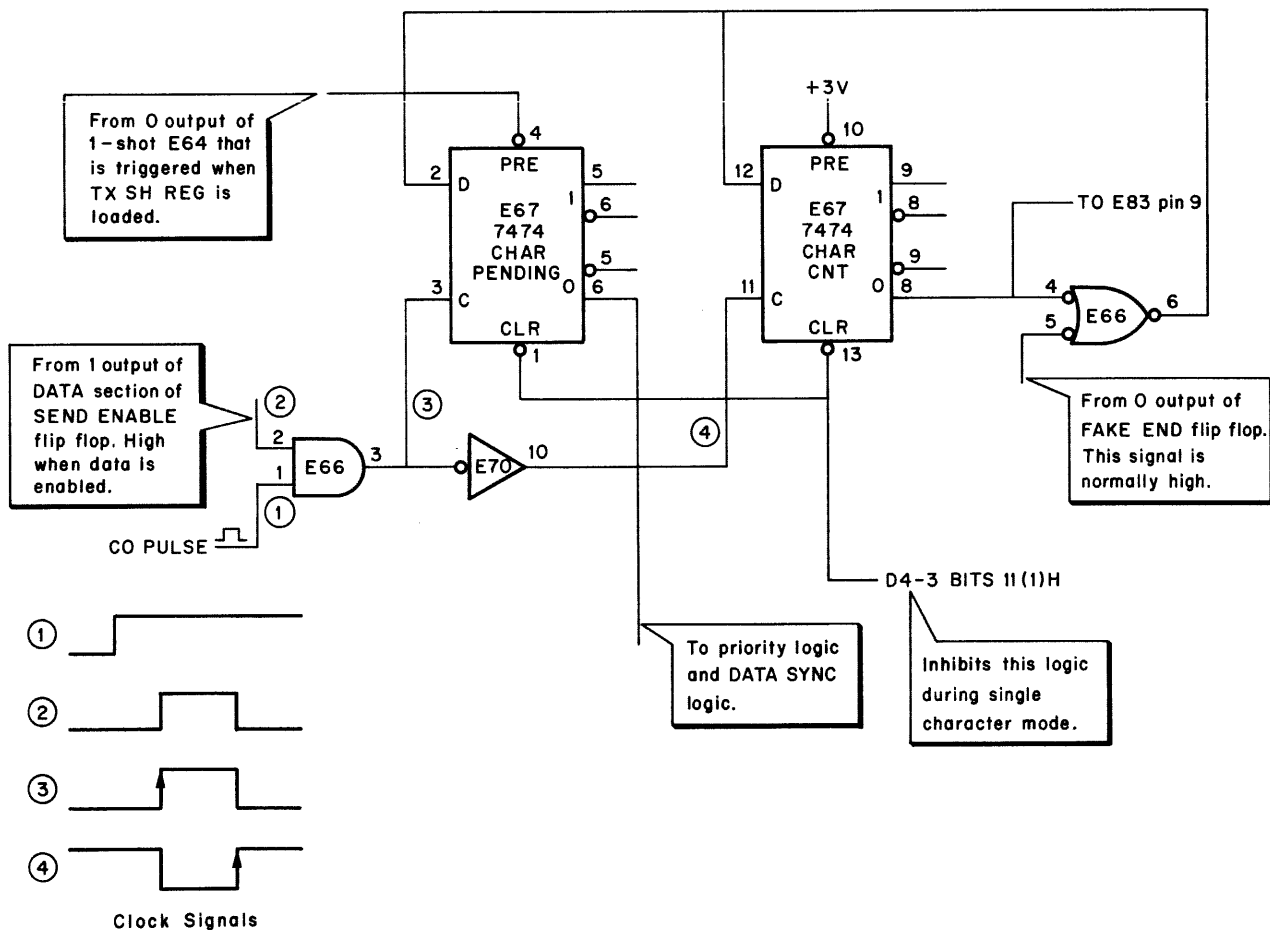 From 0 output of
1-shot E64 that
is triggered when
TX SH REG is
loaded.
4
PRE
2
D
5
1
6
E67
7474
CHAR
PENDING
5
0
6
3
C
CLR
1
+3V
10
PRE
12
D
9
1
8
E67
7474
CHAR
CNT
9
0
8
11
C
CLR
13
TO E83 pin 9
4
5
E66
6
From 0 output of
FAKE END flip flop.
This signal is
normally high.
From 1 output of
DATA section of
SEND ENABLE
flip flop. High
when data is
enabled.
2
2
1
E66
3
1
CO PULSE
3
E70
10
4
D4-3 BITS 11(1)H
To priority logic
and DATA SYNC
logic.
Inhibits this logic
during single
character mode.
1
2
3
4
Clock Signals